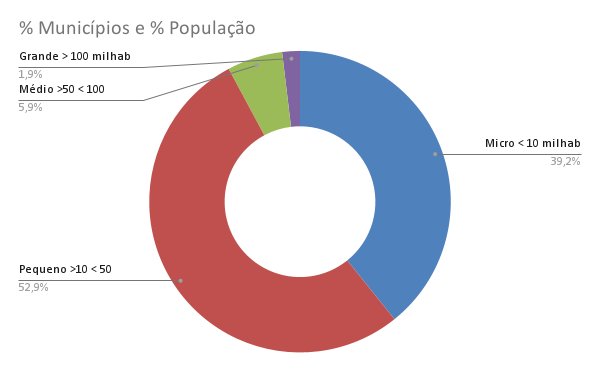 % Municípios e % População
Grande > 100 milhab
1,9%
Médio >50 < 100
5,9%
Micro < 10 milhab
39,2%
Pequeno >10 < 50
52,9%